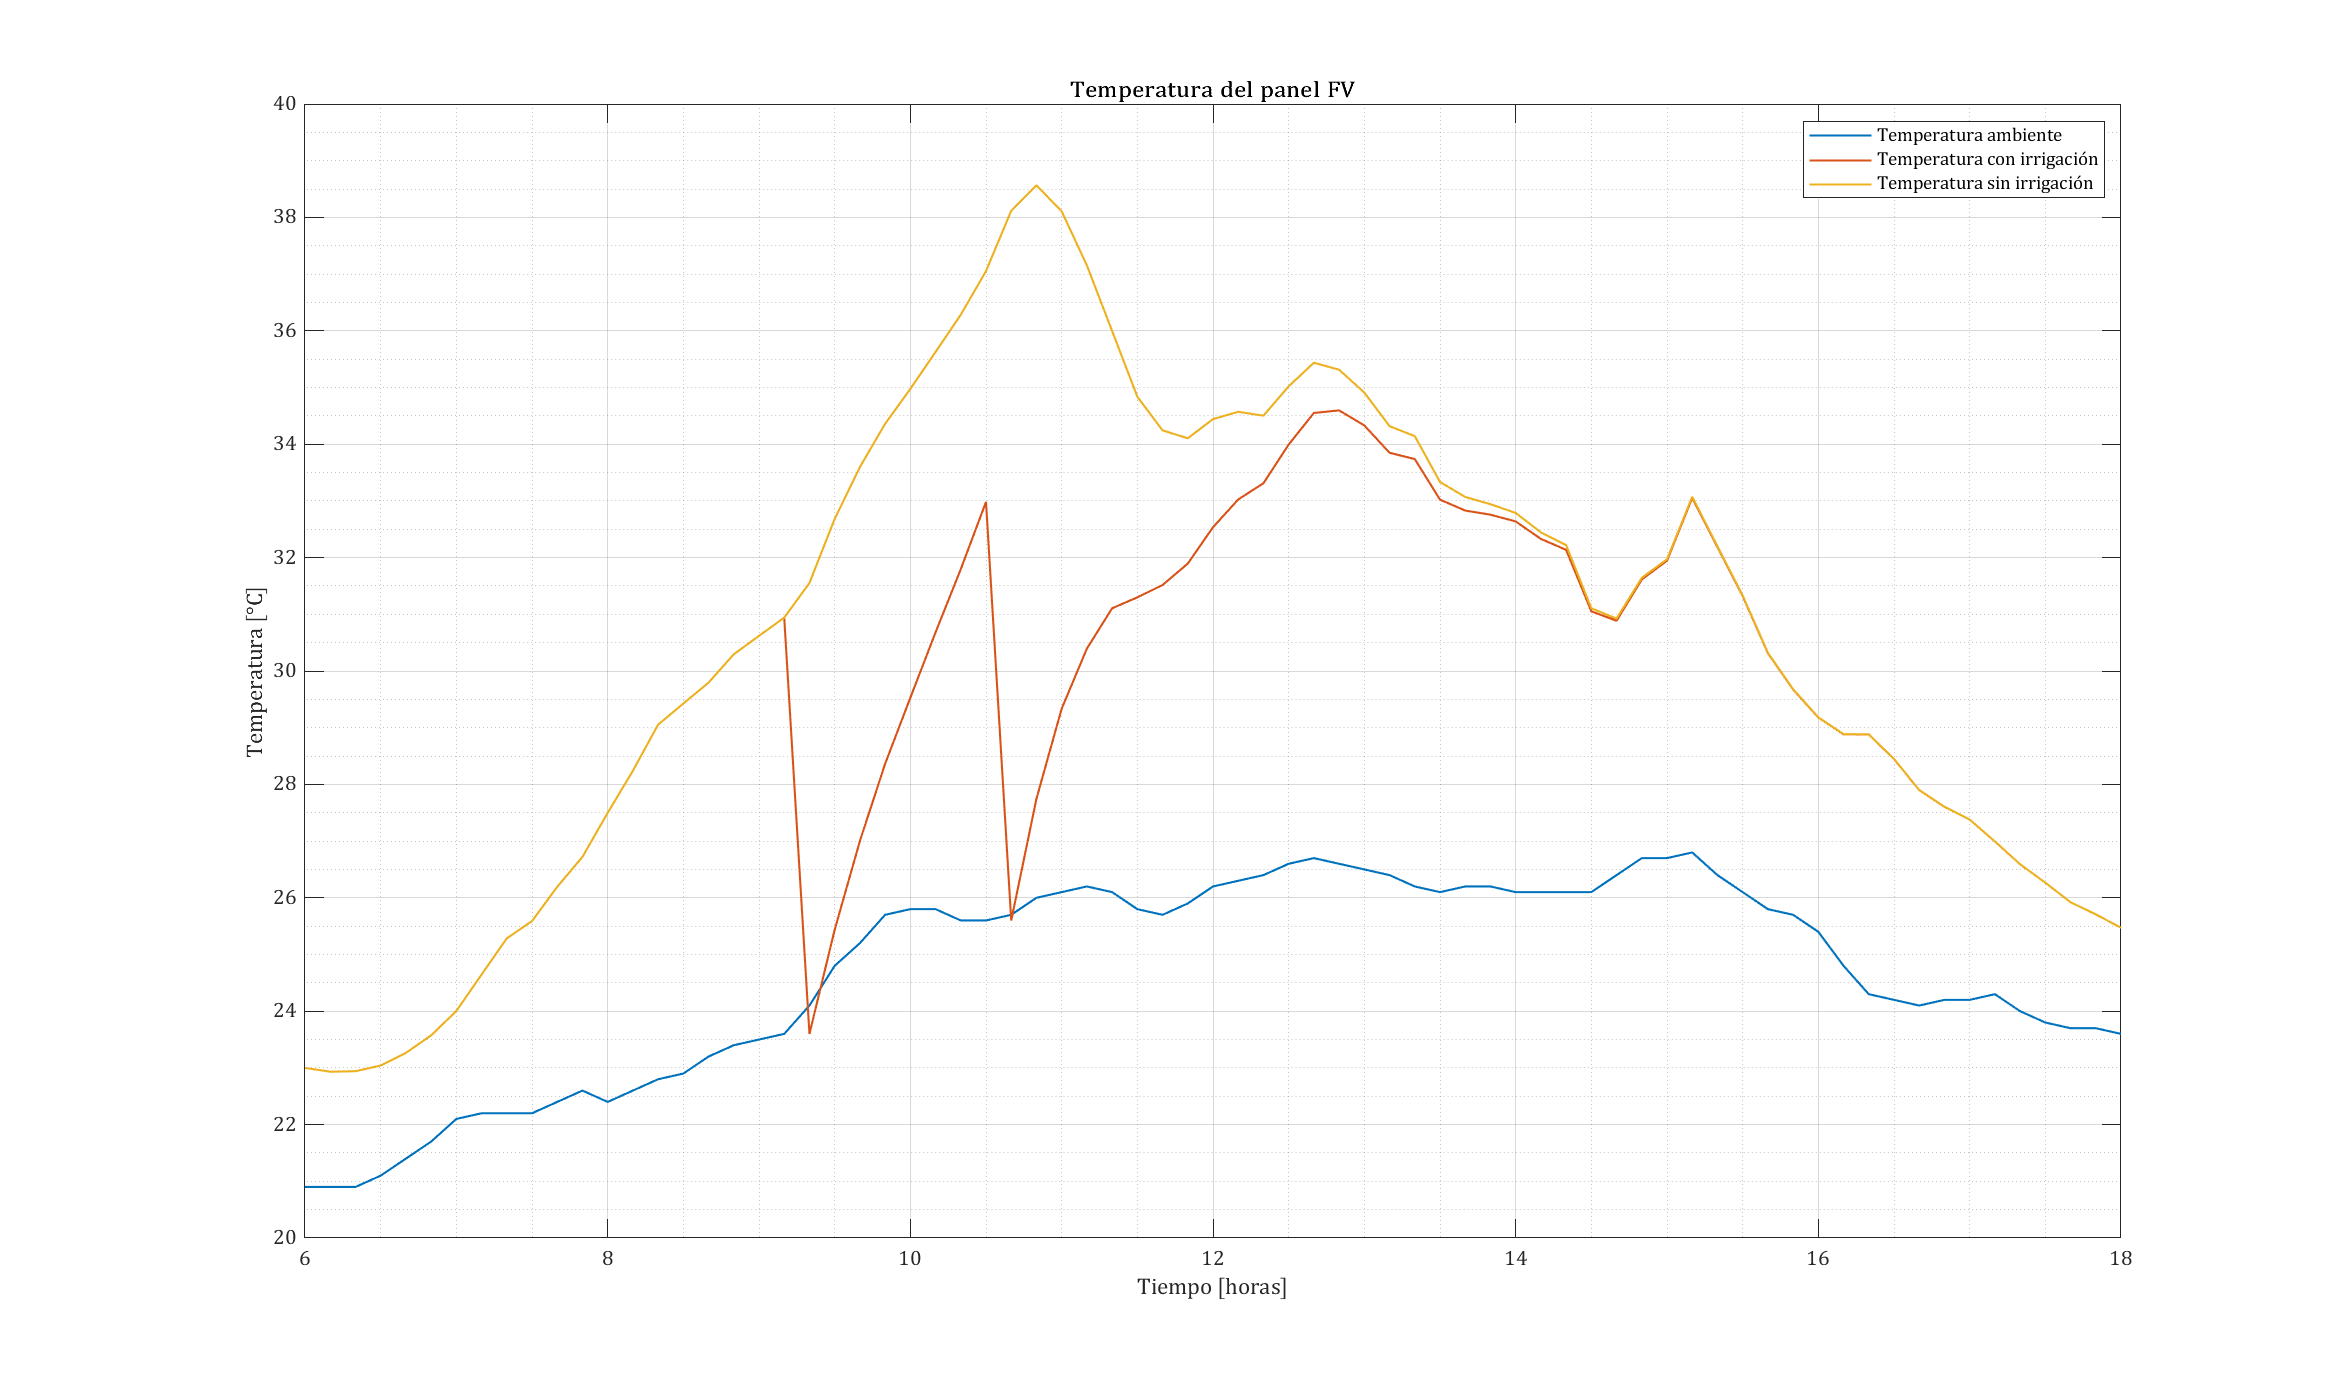 Temperatura del panel FV
40
38
36
34
32
30
28
26
24
22
20
Temperatura [°C]
Temperatura ambiente
Temperatura con irrigación
Temperatura sin irrigación
6 8 10 12 14 16 18
Tiempo [horas]